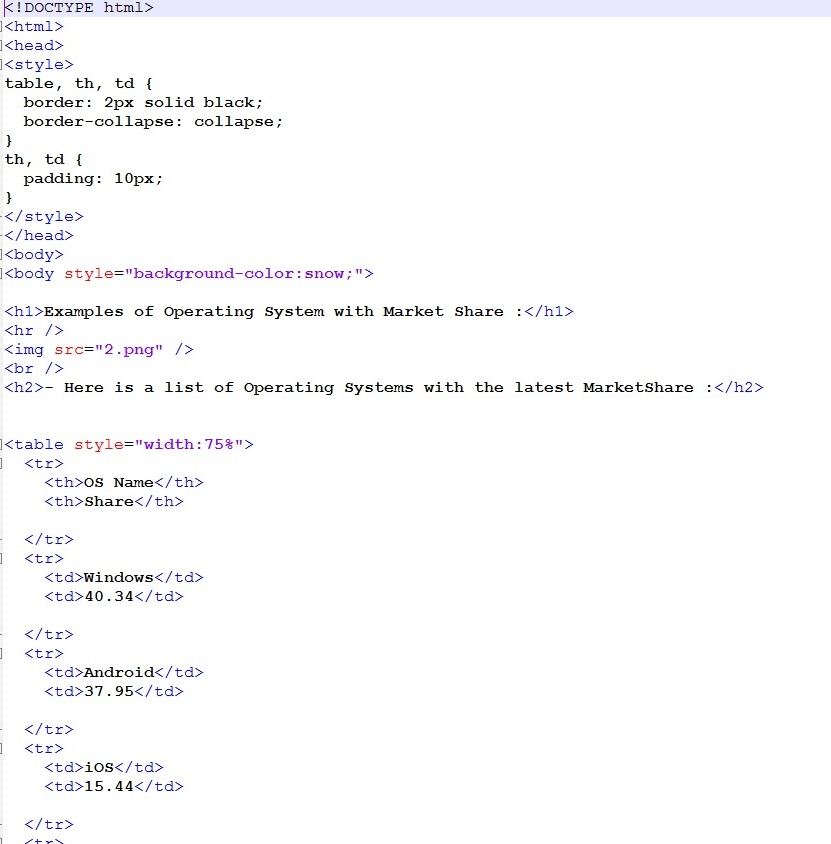 <!DOCTYPE html>
<html>
<head>
<style>
table, th, td {
  border: 2px solid black;
  border-collapse: collapse;
}
th, td {
  padding: 10px;
}
</style>
</head>
<body>
<body style="background-color:snow;">
<h1>Examples of Operating System with Market Share :</h1>
<hr />
<img src="2.png" />
<br />
<h2>- Here is a list of Operating Systems with the latest MarketShare :</h2>
<table style="width:75%">
  <tr>
    <th>OS Name</th>
    <th>Share</th>
  </tr>
  <tr>
    <td>Windows</td>
    <td>40.34</td>
  </tr>
  <tr>
    <td>Android</td>
    <td>37.95</td>
  </tr>
  <tr>
    <td>iOS</td>
    <td>15.44</td>
  </tr>
  <tr>